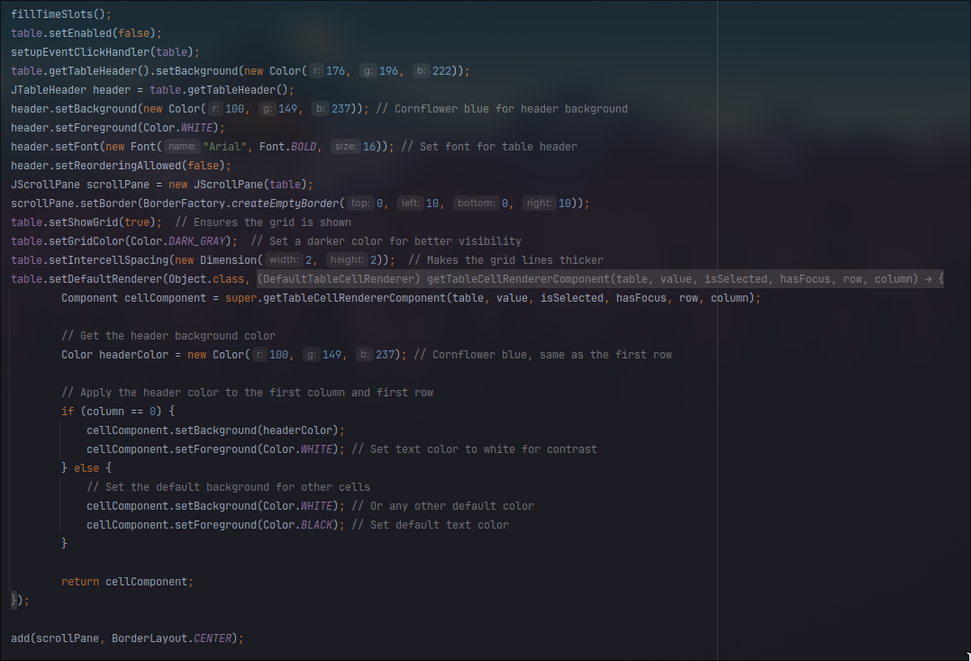 fillTimeSlots();
table.setEnabled(false);
setupEventClickHandler(table);
table.getTableHeader().setBackground(new Color( r: 176, g: 196, b: 222));
JTableHeader header = table.getTableHeader();
header.setBackground(new Color( r: 100, g: 149, b: 237)); // Cornflower blue for header background
header.setForeground(Color.WHITE);
header.setFont(new Font( name: "Arial", Font.BOLD, size: 16)); // Set font for table header
header.setReorderingAllowed(false);
JScrollPane scrollPane = new JScrollPane(table);
scrollPane.setBorder(BorderFactory.createEmptyBorder( top: 0, left: 10, bottom: 0, right: 10));
table.setShowGrid(true);  // Ensures the grid is shown
table.setGridColor(Color.DARK_GRAY);  // Set a darker color for better visibility
table.setIntercellSpacing(new Dimension( width: 2, height: 2));  // Makes the grid lines thicker
table.setDefaultRenderer(Object.class, (DefaultTableCellRenderer) getTableCellRendererComponent(table, value, isSelected, hasFocus, row, column) → {
        Component cellComponent = super.getTableCellRendererComponent(table, value, isSelected, hasFocus, row, column);
        // Get the header background color
        Color headerColor = new Color( r: 100, g: 149, b: 237); // Cornflower blue, same as the first row
        // Apply the header color to the first column and first row
        if (column == 0) {
            cellComponent.setBackground(headerColor);
            cellComponent.setForeground(Color.WHITE); // Set text color to white for contrast
        } else {
            // Set the default background for other cells
            cellComponent.setBackground(Color.WHITE); // Or any other default color
            cellComponent.setForeground(Color.BLACK); // Set default text color
        }
        return cellComponent;
});
add(scrollPane, BorderLayout.CENTER);